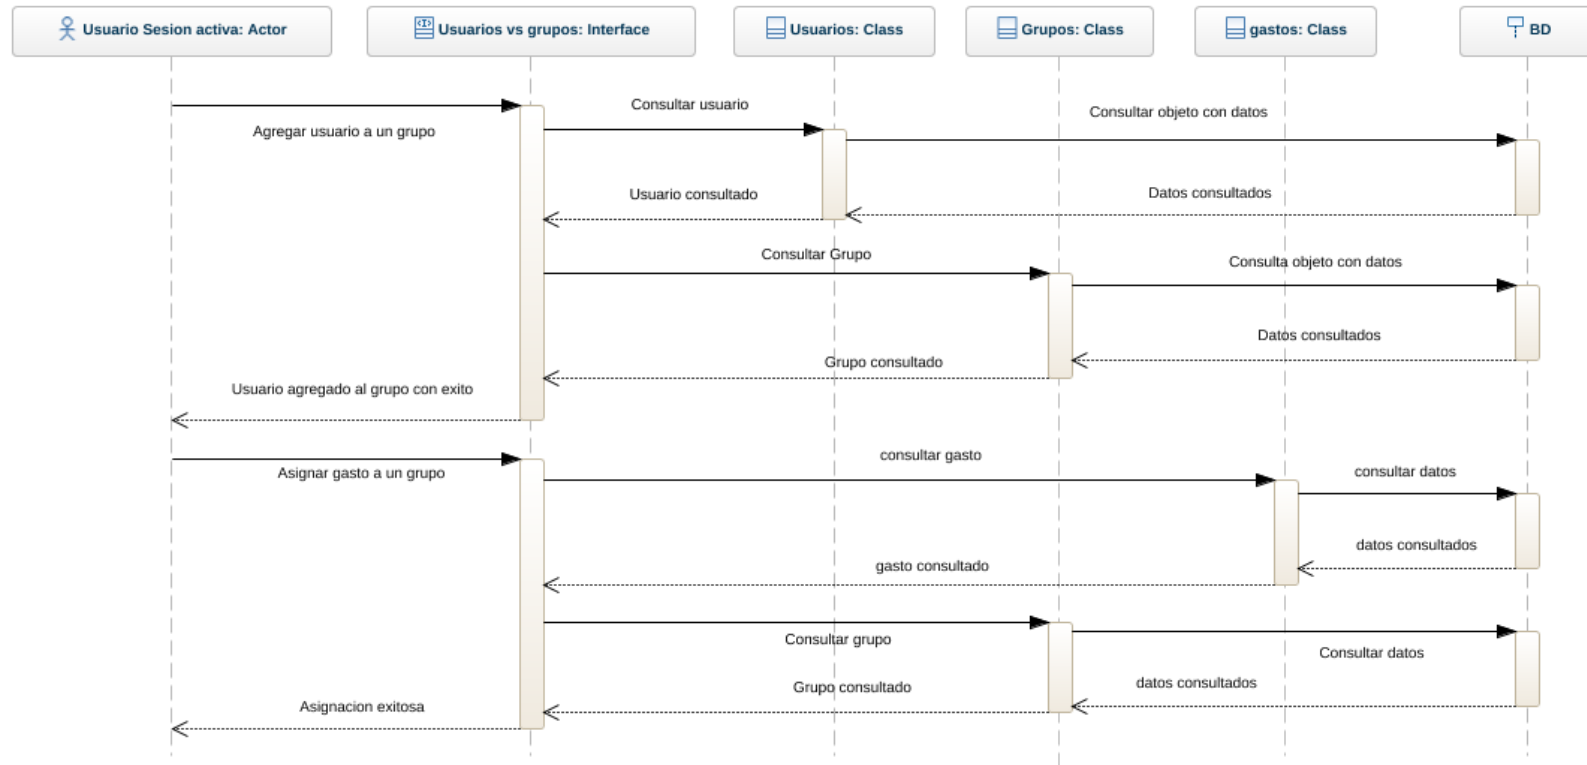 Usuario Sesion activa: Actor
Usuarios vs grupos: Interface
Usuarios: Class
Grupos: Class
gastos: Class
BD
Agregar usuario a un grupo
Consultar usuario
Consultar objeto con datos
Datos consultados
Usuario consultado
Consultar Grupo
Consulta objeto con datos
Datos consultados
Grupo consultado
Usuario agregado al grupo con exito
Asignar gasto a un grupo
consultar gasto
consultar datos
datos consultados
gasto consultado
Consultar grupo
Consultar datos
datos consultados
Grupo consultado
Asignacion exitosa